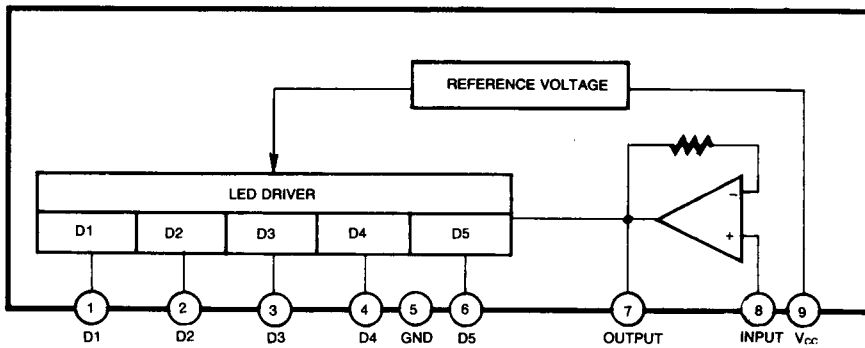 REFERENCE VOLTAGE
LED DRIVER
D1 D2 D3 D4 D5
-
+
1 2 3 4 5 6 7 8 9
D1 D2 D3 D4 GND D5 OUTPUT INPUT VCC